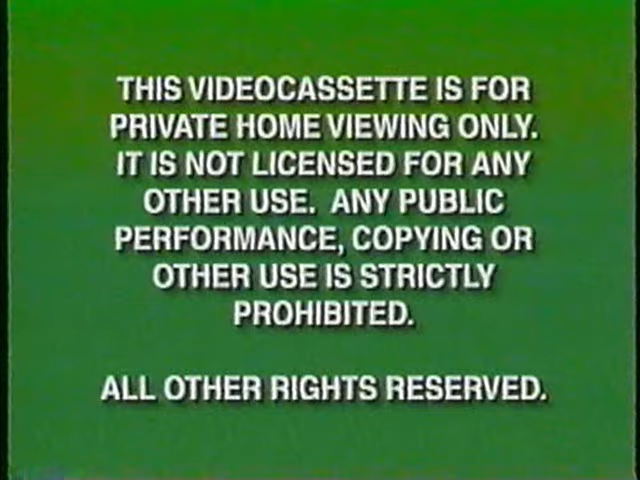 THIS VIDEOCASSETTE IS FOR
PRIVATE HOME VIEWING ONLY.
IT IS NOT LICENSED FOR ANY
OTHER USE.  ANY PUBLIC
PERFORMANCE, COPYING OR
OTHER USE IS STRICTLY
PROHIBITED.
ALL OTHER RIGHTS RESERVED.